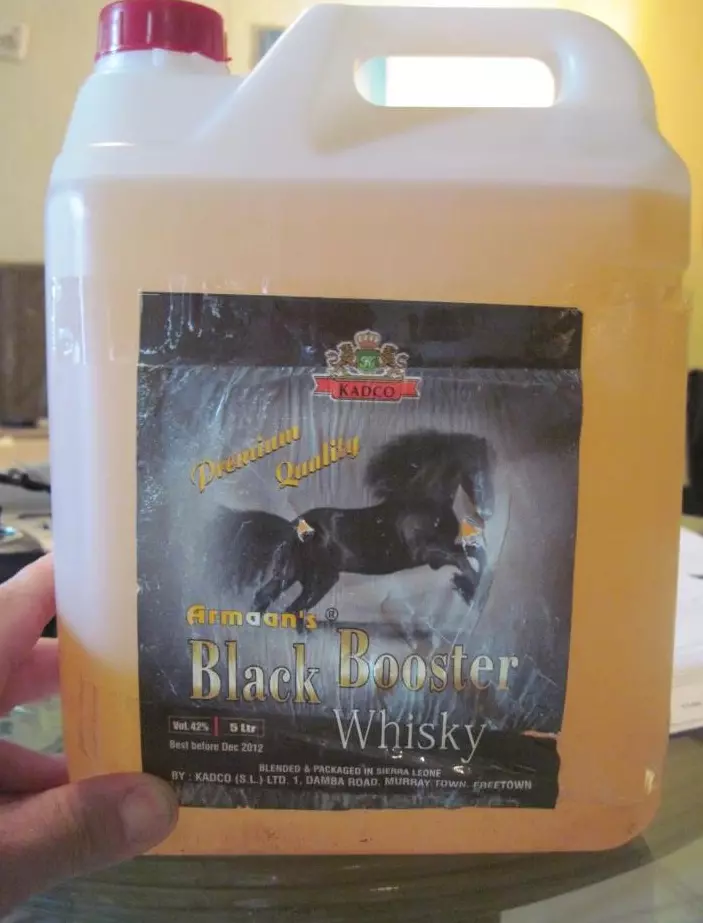 K
KADCO
Premium
Quality
Armaan's ®
Black Booster
Whisky
Vol. 42% 5 Ltr
Best before Dec 2012
BLENDED & PACKAGED IN SIERRA LEONE
BY : KADCO (S.L.) LTD. 1, DAMBA ROAD, MURRAY TOWN, FREETOWN